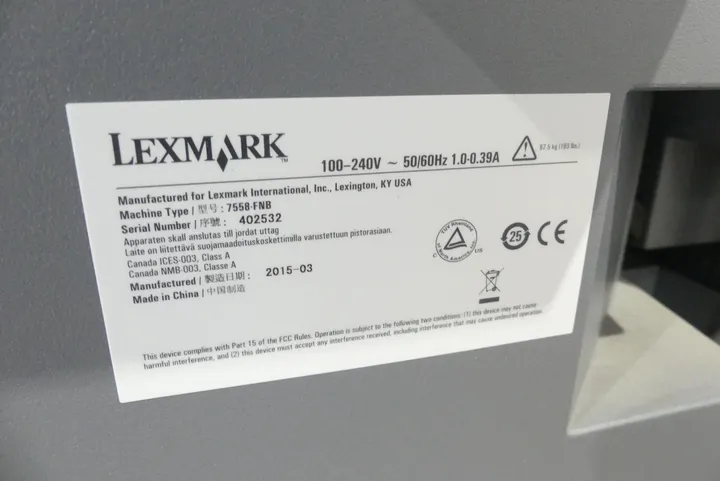 LEXMARK™
100-240V ~ 50/60Hz 1.0-0.39A
Manufactured for Lexmark International, Inc., Lexington, KY USA
Machine Type / 型号: 7558-FNB
Serial Number / 序號: 402532
Apparaten skall anslutas till jordat uttag
Laite on liitettävä suojamaadoituskoskettimilla varustettuun pistorasiaan.
Canada ICES-003, Class A
Canada NMB-003, Classe A
Manufactured / 製造日期: 2015-03
Made in China / 中国制造
25
CE
This device complies with Part 15 of the FCC Rules. Operation is subject to the following two conditions: (1) this device may not cause
harmful interference, and (2) this device must accept any interference received, including interference that may cause undesired operation.